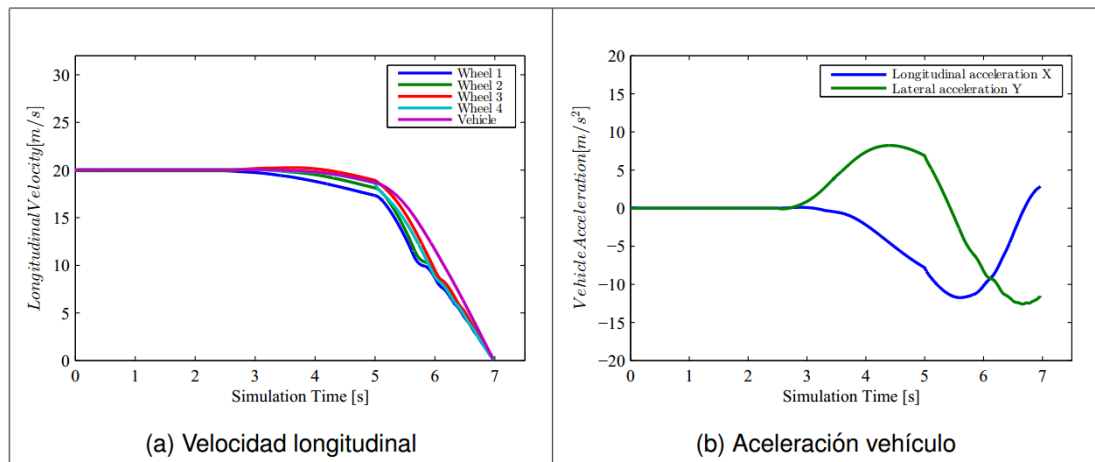 30
25
20
15
10
5
0
LongitudinalVelocity[m/s]
Wheel 1
Wheel 2
Wheel 3
Wheel 4
Vehicle
0 1 2 3 4 5 6 7
Simulation Time [s]
(a) Velocidad longitudinal
20
15
10
5
0
−5
−10
−15
−20
VehicleAcceleration[m/s²]
Longitudinal acceleration X
Lateral acceleration Y
0 1 2 3 4 5 6 7
Simulation Time [s]
(b) Aceleración vehículo